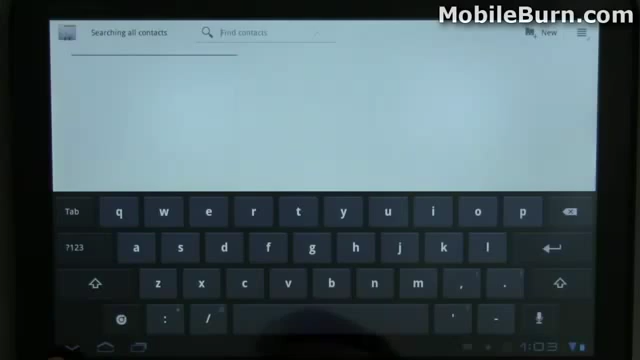 MobileBurn.com
Searching all contacts
Find contacts
New
Tab q w e r t y u i o p
?123 a s d f g h j k l
z x c v b n m , .
: / ' -
1:03